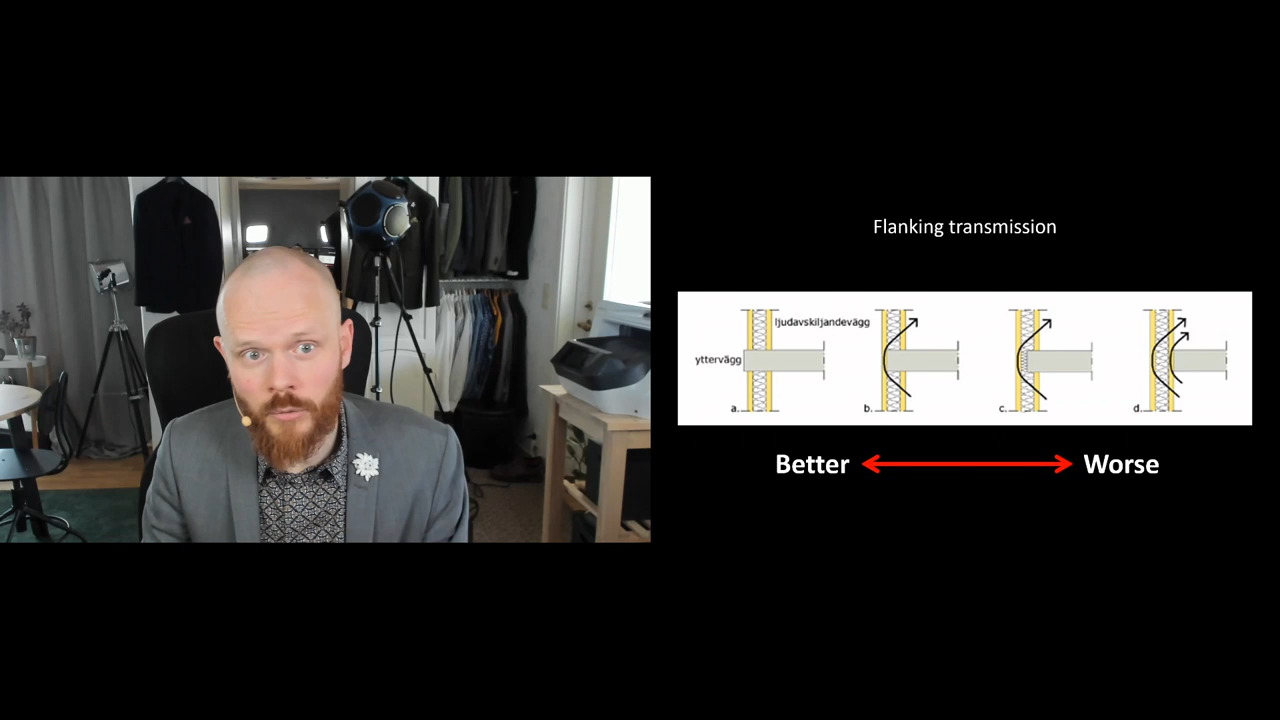 Flanking transmission
ljudavskiljandevägg
yttervägg
a.
b.
c.
d.
Better
Worse